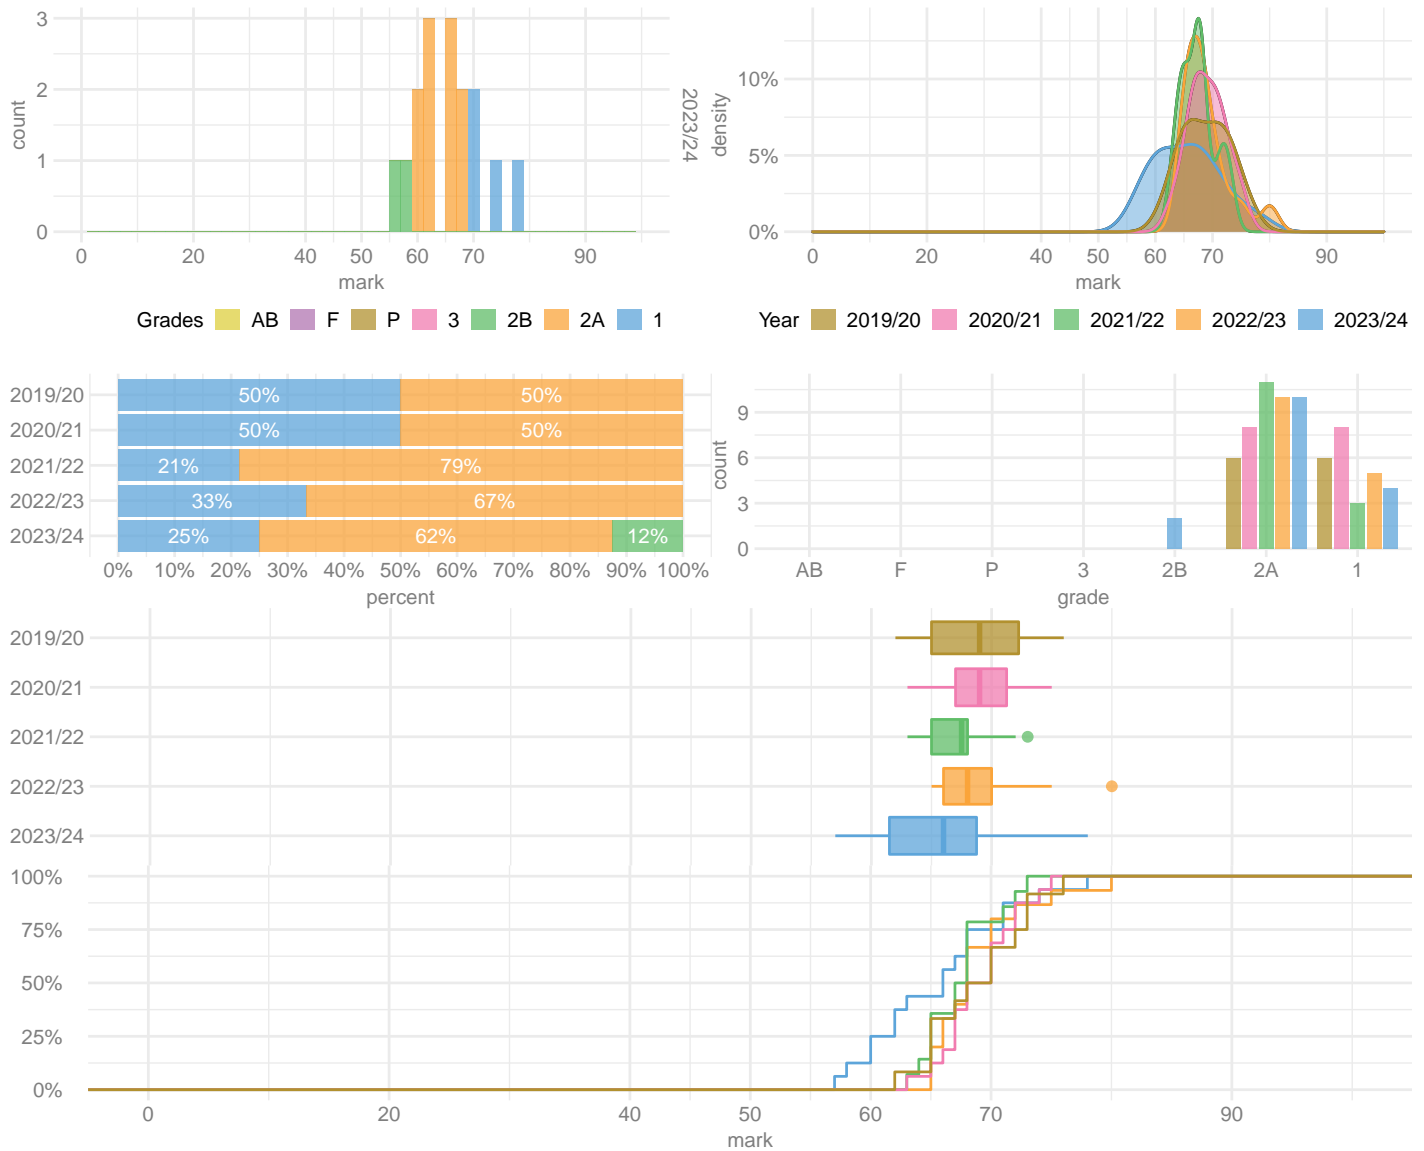 3
2
1
0
count
0 20 40 50 60 70 90
mark
2023/24
10%
5%
0%
density
0 20 40 50 60 70 90
mark
Grades AB F P 3 2B 2A 1
Year 2019/20 2020/21 2021/22 2022/23 2023/24
2019/20 50% 50%
2020/21 50% 50%
2021/22 21% 79%
2022/23 33% 67%
2023/24 25% 62% 12%
0% 10% 20% 30% 40% 50% 60% 70% 80% 90% 100%
percent
9
6
3
0
count
AB F P 3 2B 2A 1
grade
2019/20
2020/21
2021/22
2022/23
2023/24
100%
75%
50%
25%
0%
0 20 40 50 60 70 90
mark